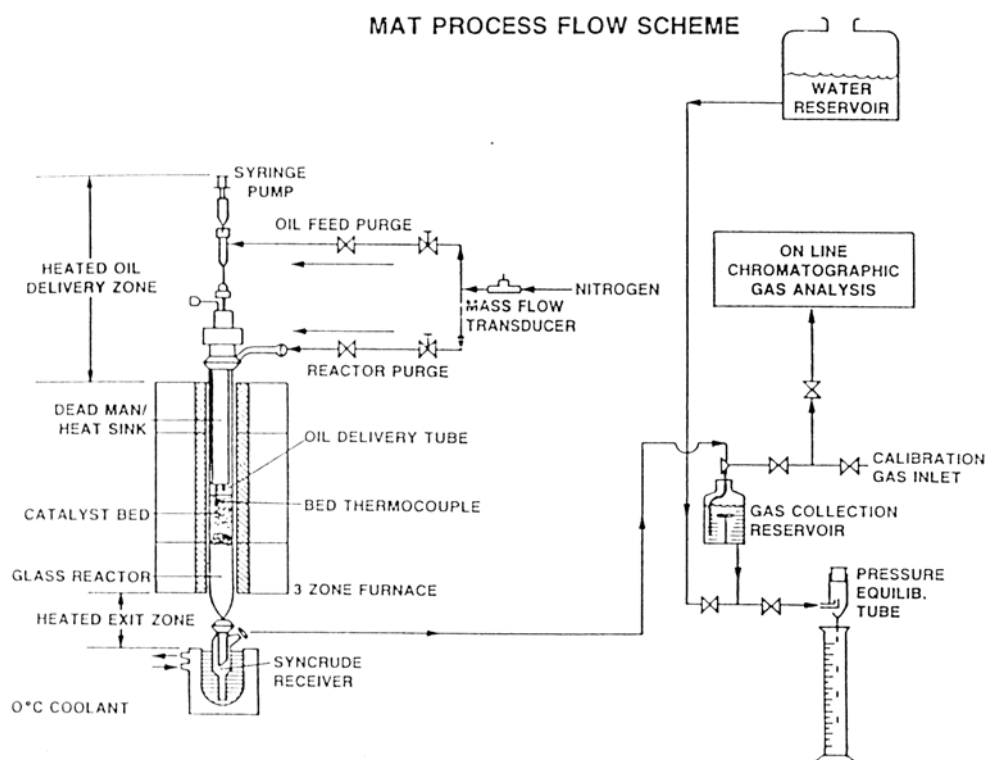 MAT PROCESS FLOW SCHEME
WATER
RESERVOIR
SYRINGE
PUMP
OIL FEED PURGE
HEATED OIL
DELIVERY ZONE
NITROGEN
MASS FLOW
TRANSDUCER
ON LINE
CHROMATOGRAPHIC
GAS ANALYSIS
REACTOR PURGE
DEAD MAN/
HEAT SINK
OIL DELIVERY TUBE
BED THERMOCOUPLE
CATALYST BED
CALIBRATION
GAS INLET
GAS COLLECTION
RESERVOIR
GLASS REACTOR
3 ZONE FURNACE
PRESSURE
EQUILIB.
TUBE
HEATED EXIT ZONE
SYNCRUDE
RECEIVER
0°C COOLANT